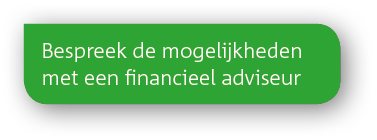 Bespreek de mogelijkheden
met een financieel adviseur